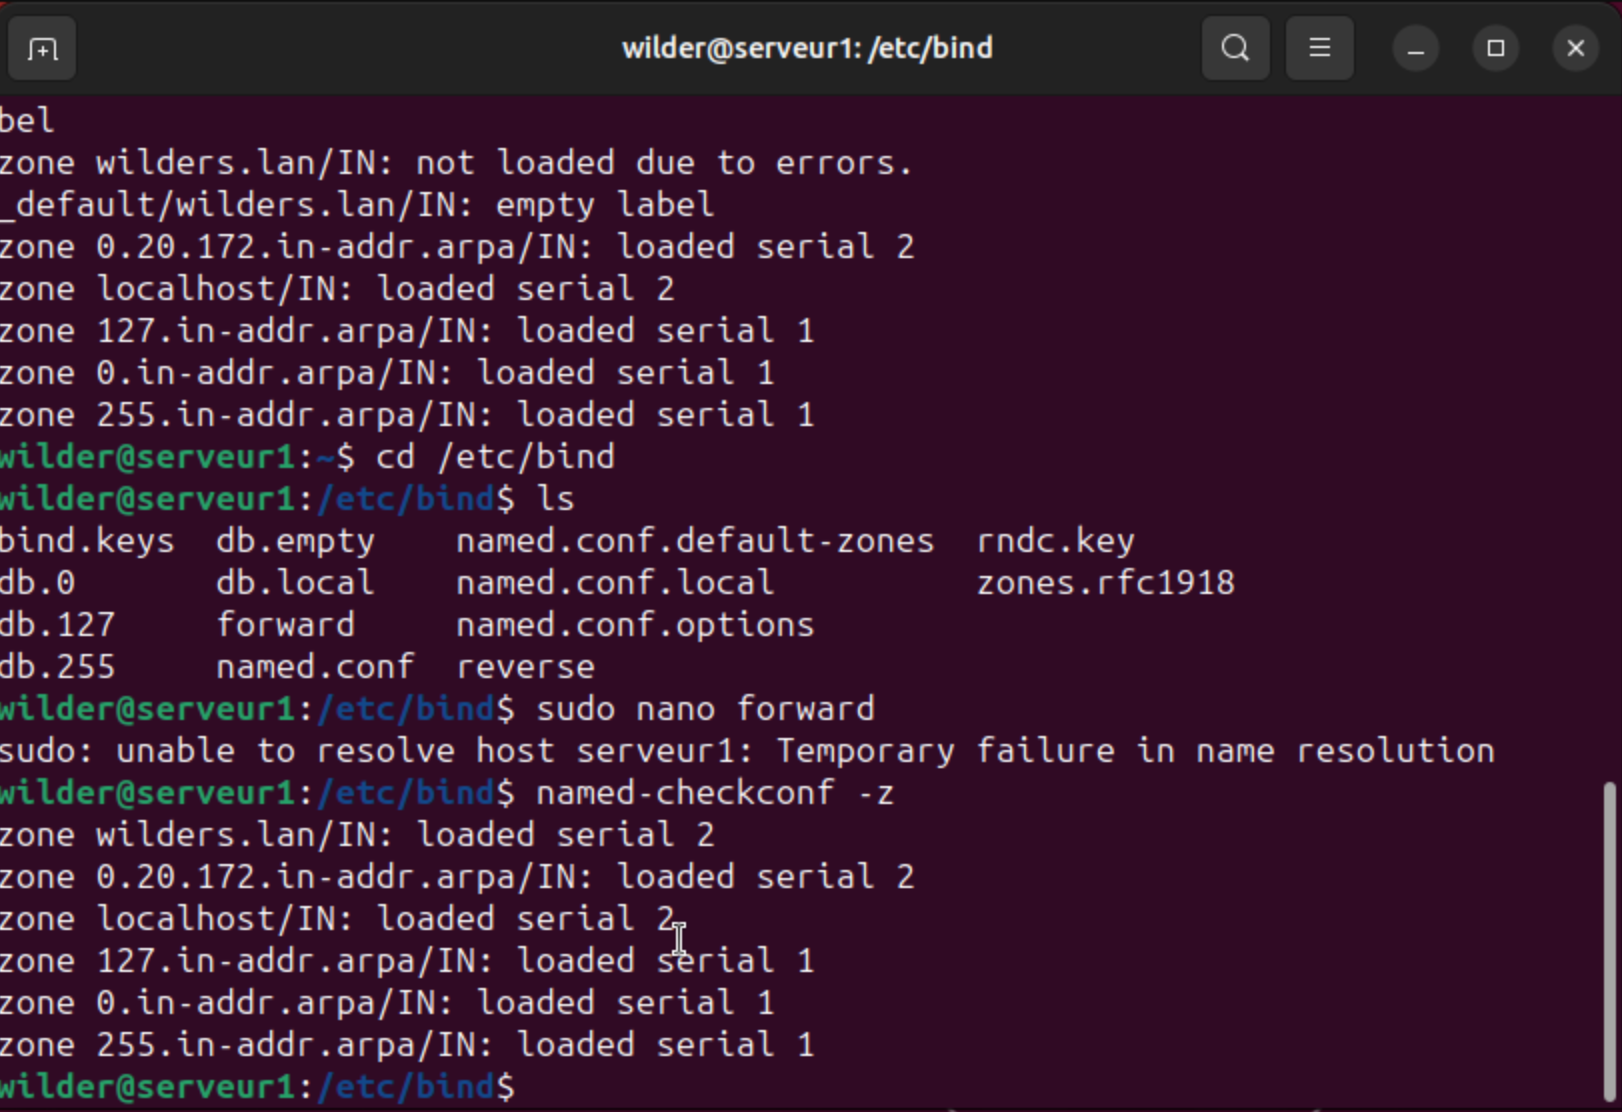 wilder@serveur1: /etc/bind
bel
zone wilders.lan/IN: not loaded due to errors.
_default/wilders.lan/IN: empty label
zone 0.20.172.in-addr.arpa/IN: loaded serial 2
zone localhost/IN: loaded serial 2
zone 127.in-addr.arpa/IN: loaded serial 1
zone 0.in-addr.arpa/IN: loaded serial 1
zone 255.in-addr.arpa/IN: loaded serial 1
wilder@serveur1:~$ cd /etc/bind
wilder@serveur1:/etc/bind$ ls
bind.keys  db.empty    named.conf.default-zones  rndc.key
db.0       db.local    named.conf.local          zones.rfc1918
db.127     forward     named.conf.options
db.255     named.conf  reverse
wilder@serveur1:/etc/bind$ sudo nano forward
sudo: unable to resolve host serveur1: Temporary failure in name resolution
wilder@serveur1:/etc/bind$ named-checkconf -z
zone wilders.lan/IN: loaded serial 2
zone 0.20.172.in-addr.arpa/IN: loaded serial 2
zone localhost/IN: loaded serial 2
zone 127.in-addr.arpa/IN: loaded serial 1
zone 0.in-addr.arpa/IN: loaded serial 1
zone 255.in-addr.arpa/IN: loaded serial 1
wilder@serveur1:/etc/bind$